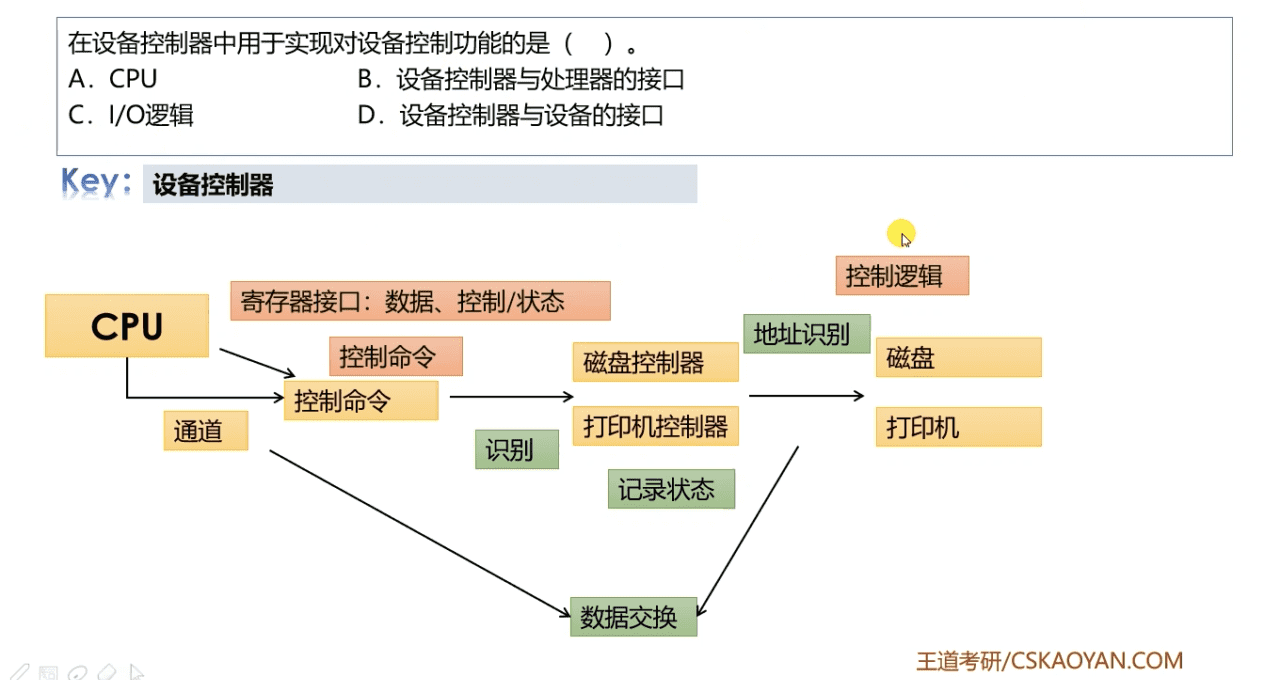 在设备控制器中用于实现对设备控制功能的是（ ）。
A．CPU B．设备控制器与处理器的接口
C．I/O逻辑 D．设备控制器与设备的接口
Key: 设备控制器
控制逻辑
寄存器接口：数据、控制/状态
CPU
地址识别
控制命令
磁盘控制器
磁盘
控制命令
通道
打印机控制器
打印机
识别
记录状态
数据交换
王道考研/CSKAOYAN.COM